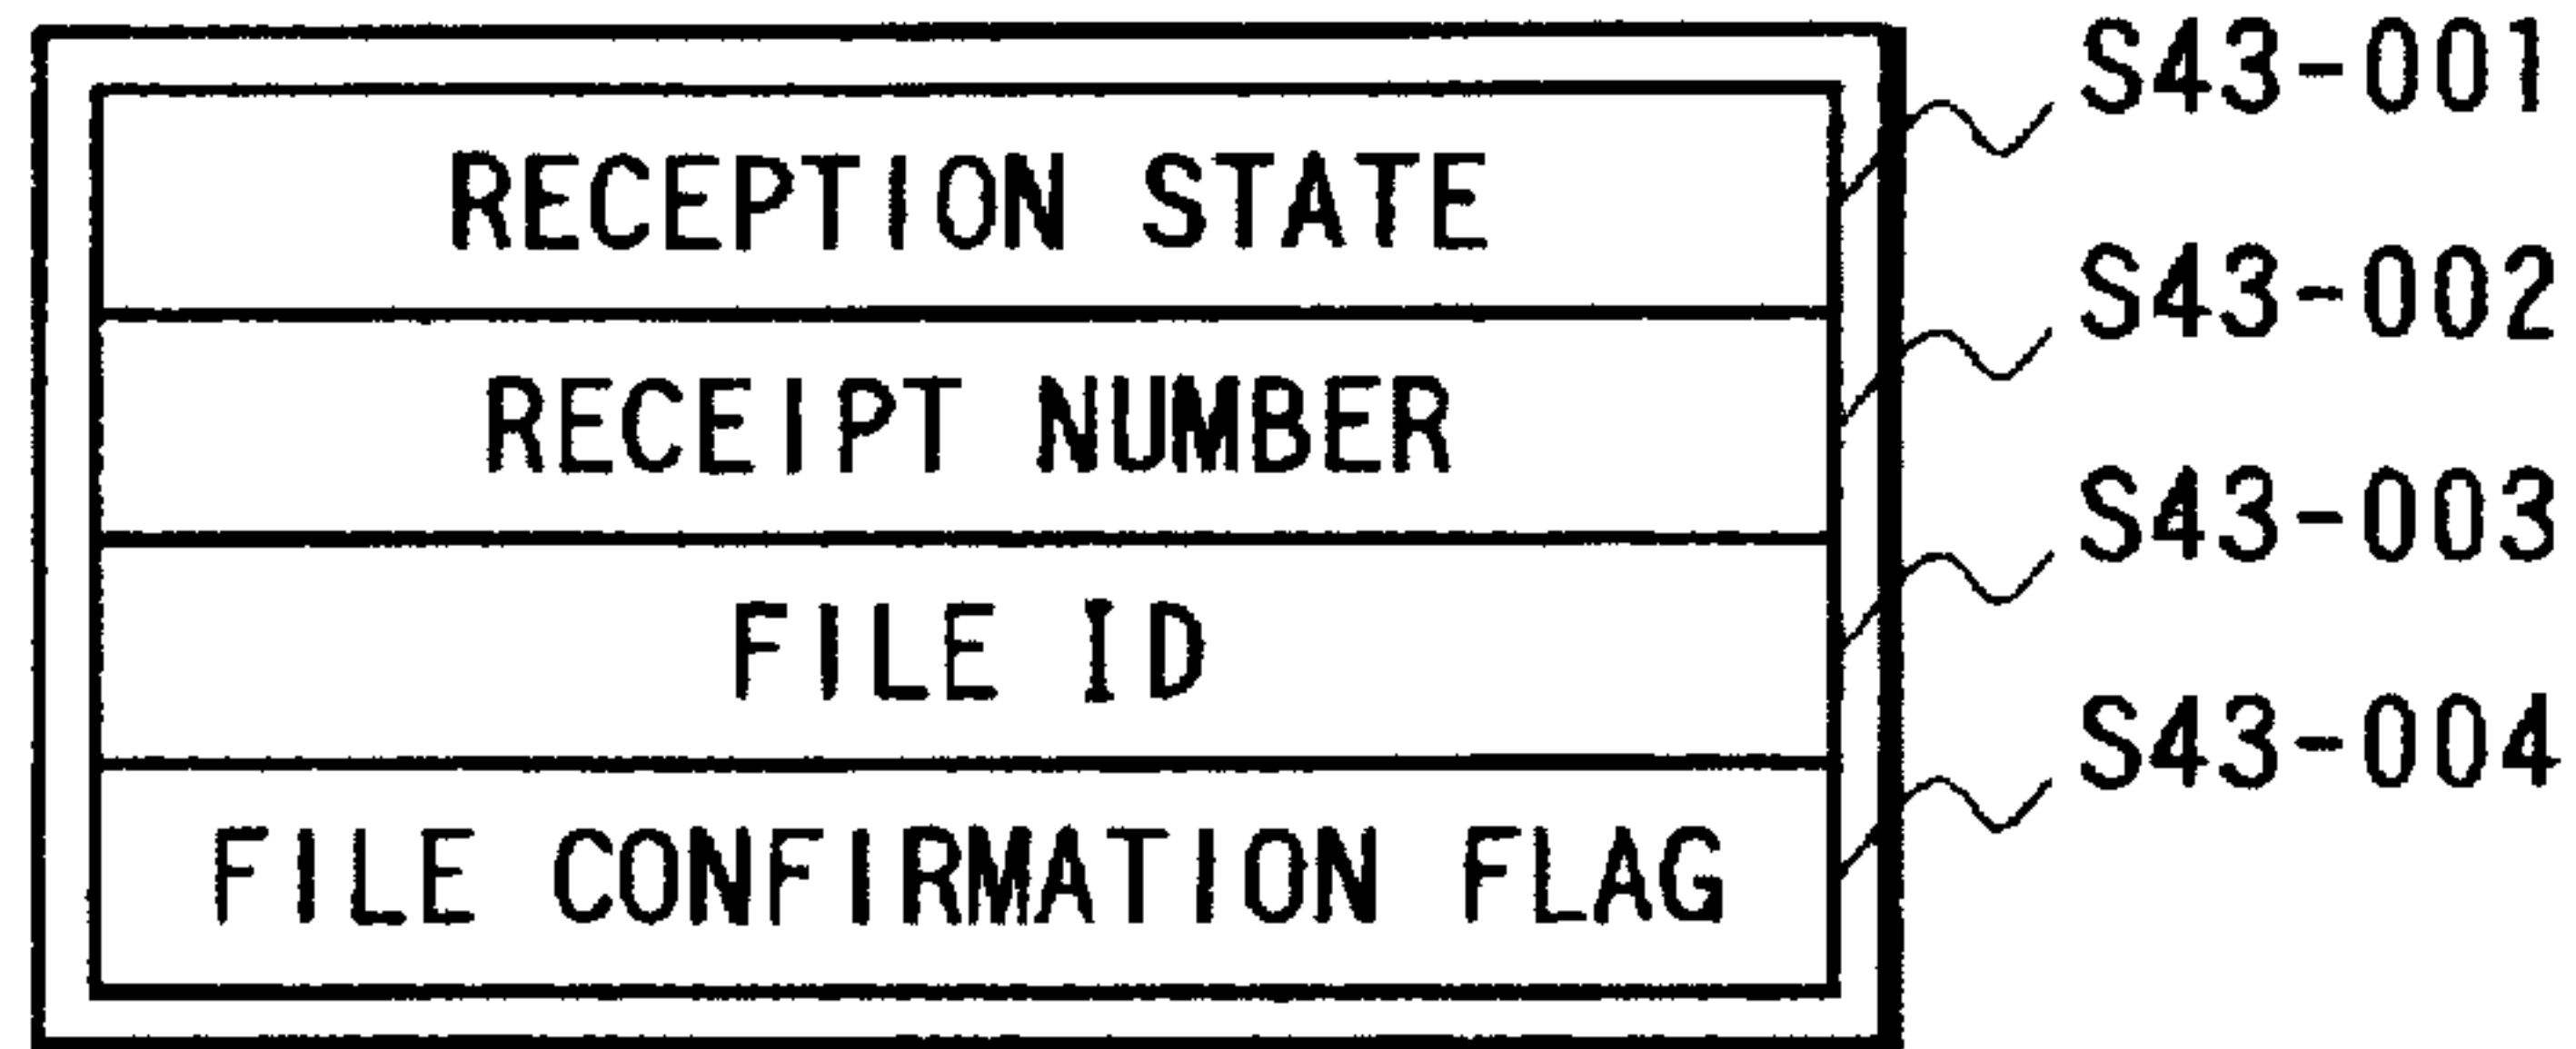 RECEPTION STATE S43-001
RECEIPT NUMBER S43-002
FILE ID S43-003
FILE CONFIRMATION FLAG S43-004